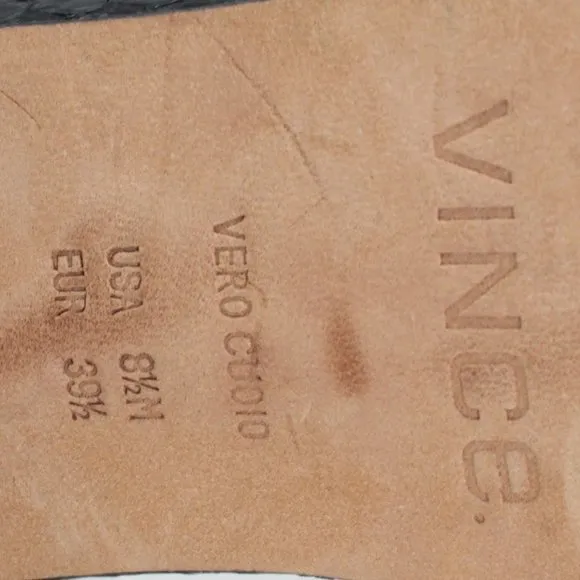 VINCe.
VERO CUOIO
USA 8½M
EUR 39½